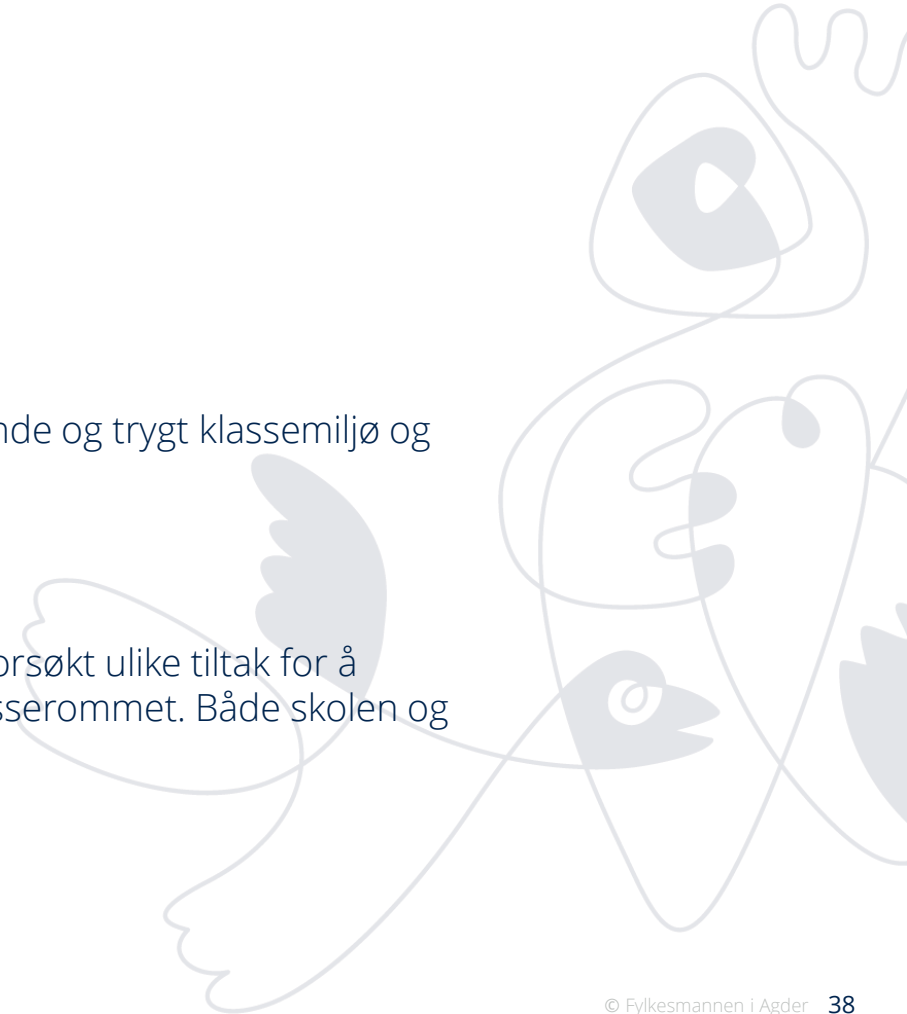 nde og trygt klassemiljø og
orsøkt ulike tiltak for å
sserommet. Både skolen og
© Fylkesmannen i Agder 38